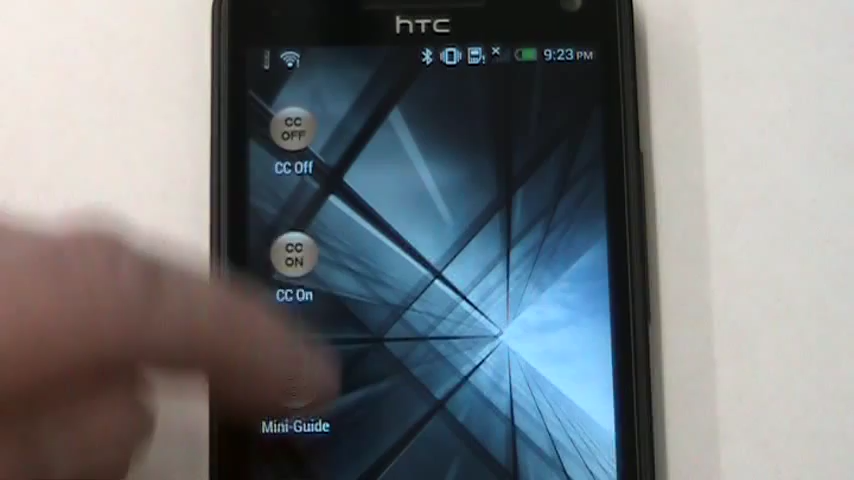 hTC
9:23 PM
CC
OFF
CC Off
CC
ON
CC On
Mini-Guide